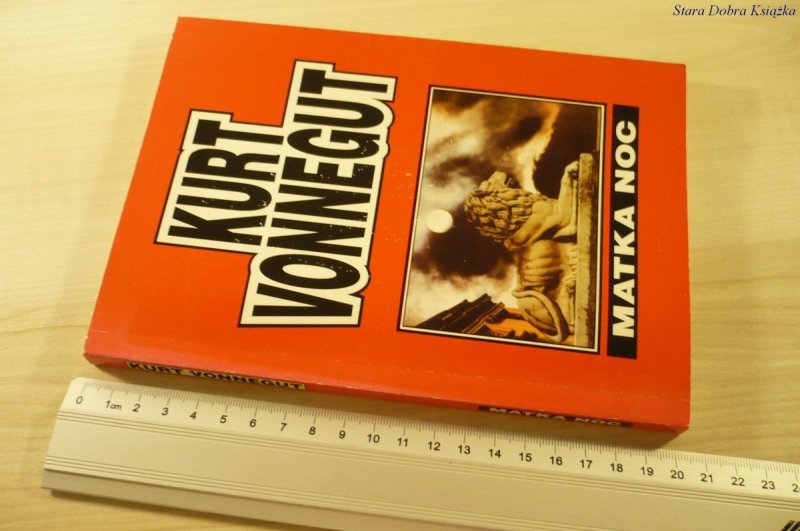 Stara Dobra Książka
KURT
VONNEGUT
MATKA NOC
KURT VONNEGUT
MATKA NOC
0 1cm 2 3 4 5 6 7 8 9 10 11 12 13 14 15 16 17 18 19 20 21 22 23